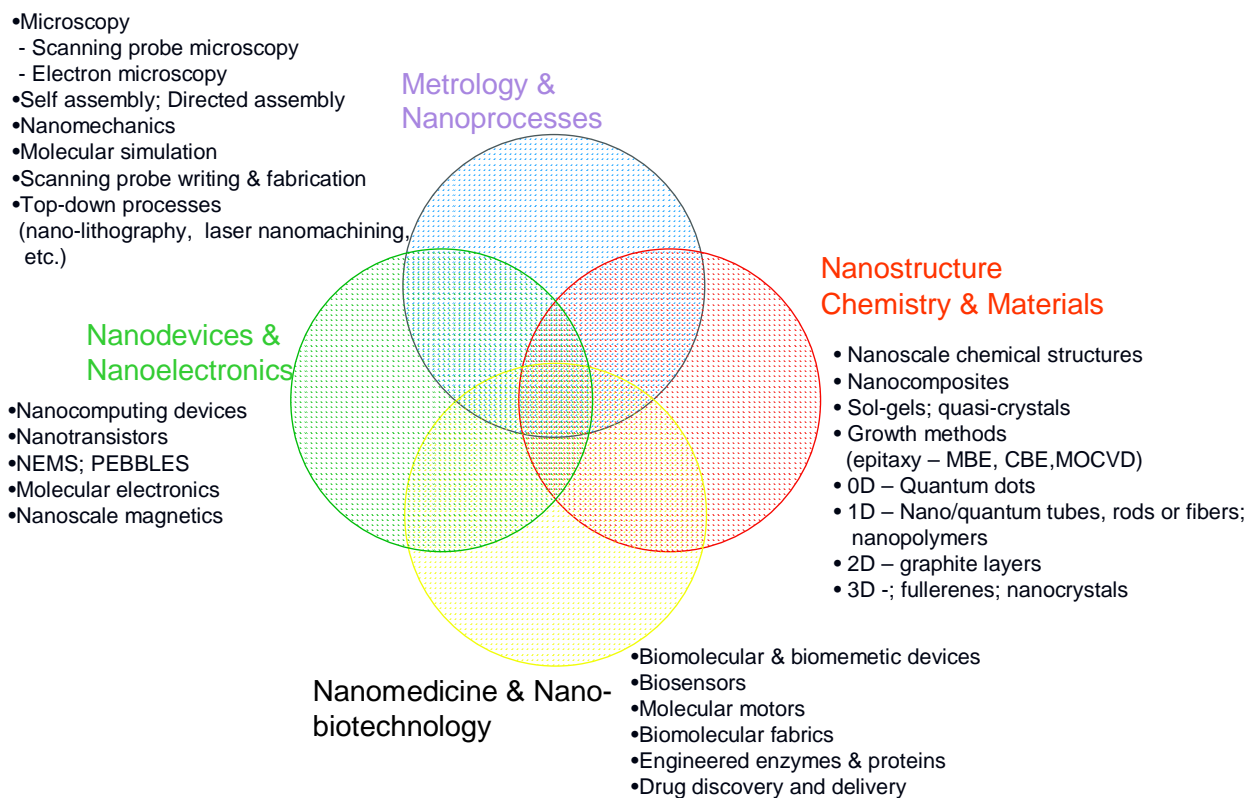 •Microscopy
- Scanning probe microscopy
- Electron microscopy
•Self assembly; Directed assembly
•Nanomechanics
•Molecular simulation
•Scanning probe writing & fabrication
•Top-down processes
(nano-lithography, laser nanomachining,
etc.)
Metrology &
Nanoprocesses
Nanostructure
Chemistry & Materials
• Nanoscale chemical structures
• Nanocomposites
• Sol-gels; quasi-crystals
• Growth methods
(epitaxy – MBE, CBE,MOCVD)
• 0D – Quantum dots
• 1D – Nano/quantum tubes, rods or fibers;
nanopolymers
• 2D – graphite layers
• 3D -; fullerenes; nanocrystals
Nanodevices &
Nanoelectronics
•Nanocomputing devices
•Nanotransistors
•NEMS; PEBBLES
•Molecular electronics
•Nanoscale magnetics
Nanomedicine & Nano-
biotechnology
•Biomolecular & biomemetic devices
•Biosensors
•Molecular motors
•Biomolecular fabrics
•Engineered enzymes & proteins
•Drug discovery and delivery